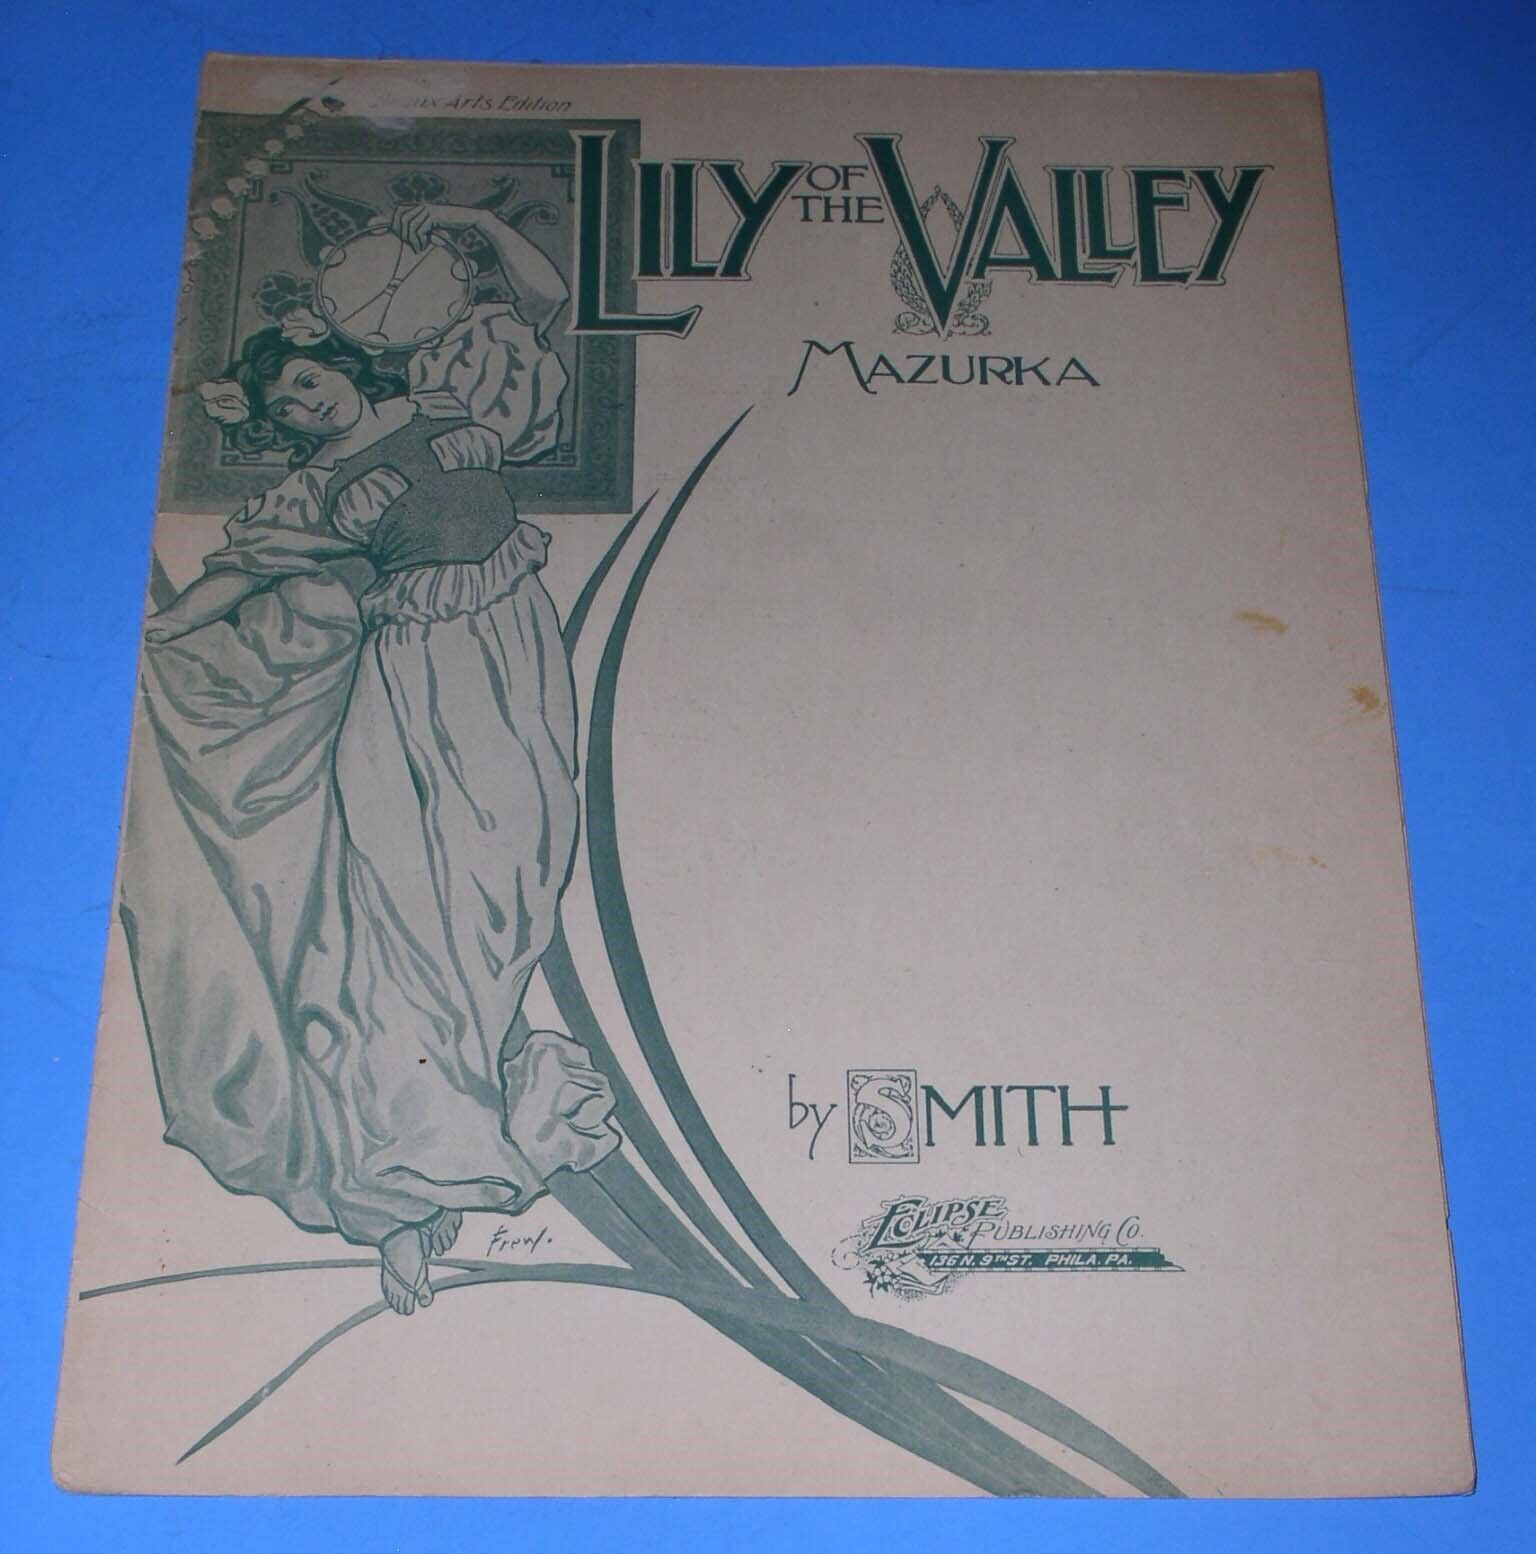 Arts Edition
LILY OF THE VALLEY
MAZURKA
by SMITH
Frew.
ECLIPSE
PUBLISHING CO.
136 N. 9TH ST. PHILA. PA.